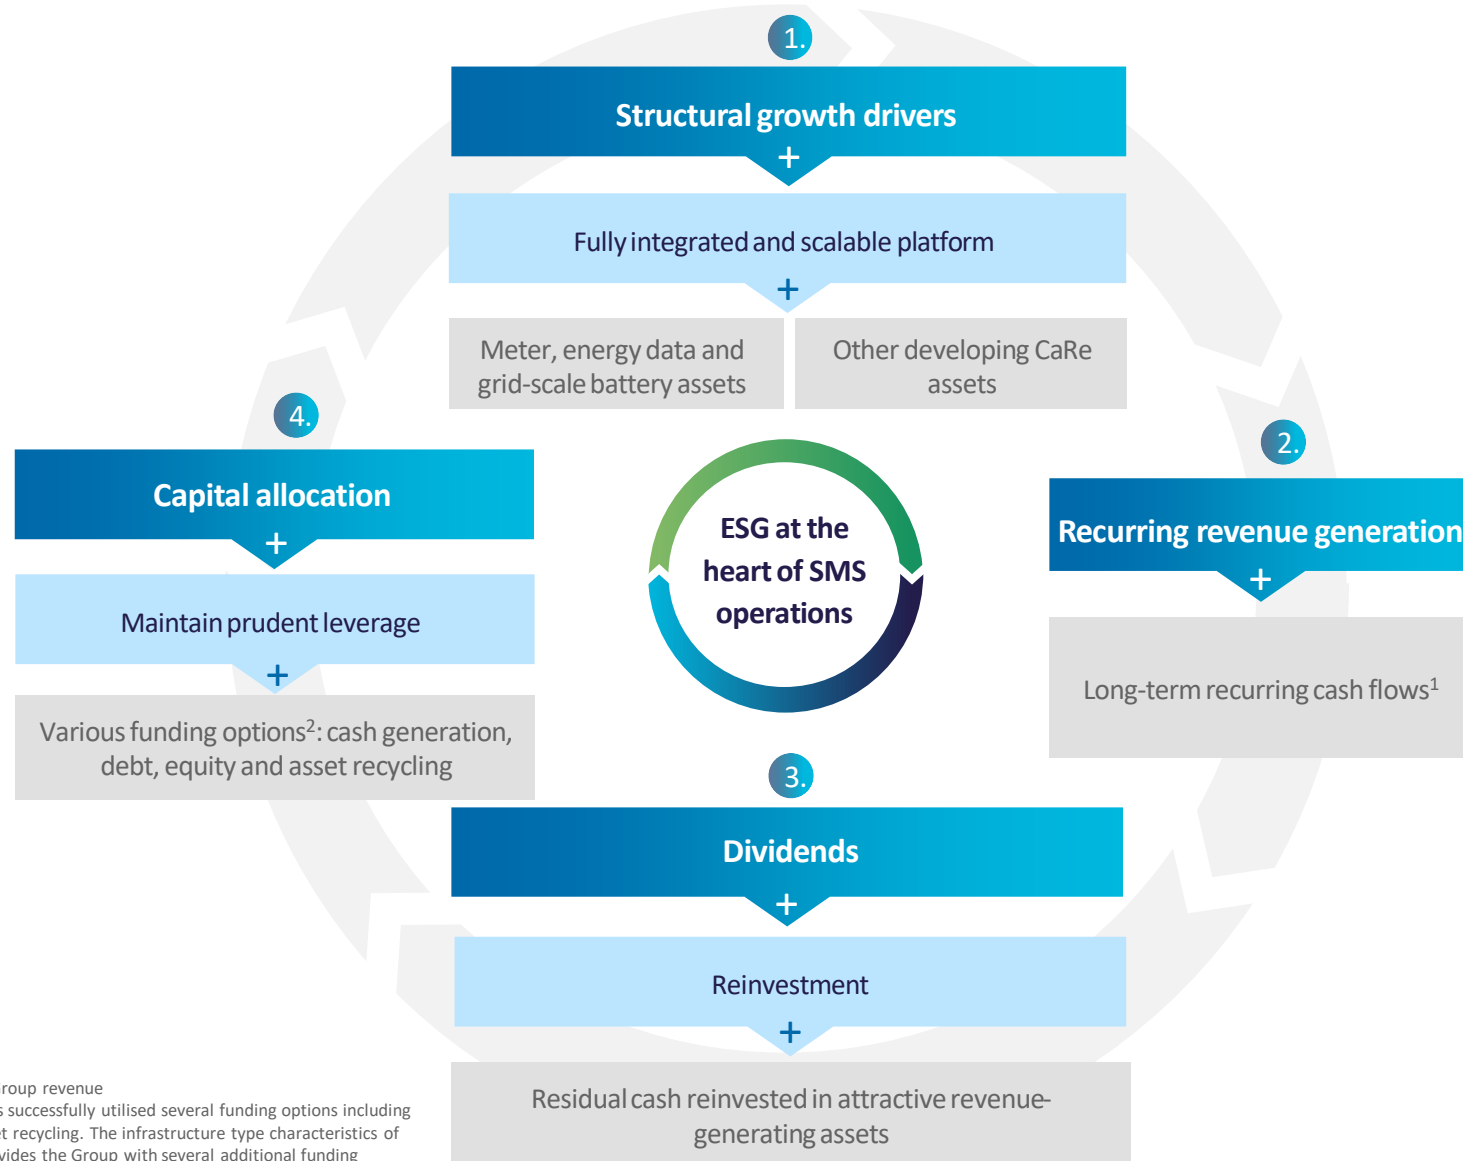 1.
Structural growth drivers
+
Fully integrated and scalable platform
+
Meter, energy data and
grid-scale battery assets
Other developing CaRe
assets
4.
Capital allocation
+
Maintain prudent leverage
+
Various funding options²: cash generation,
debt, equity and asset recycling
ESG at the
heart of SMS
operations
2.
Recurring revenue generation
+
Long-term recurring cash flows¹
3.
Dividends
+
Reinvestment
+
Residual cash reinvested in attractive revenue-
generating assets
Group revenue
successfully utilised several funding options including
recycling. The infrastructure type characteristics of
the Group with several additional funding